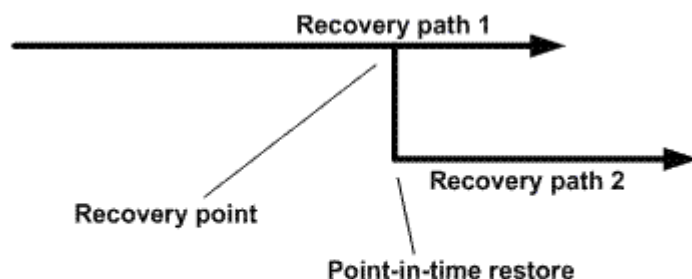 Recovery path 1
Recovery path 2
Recovery point
Point-in-time restore